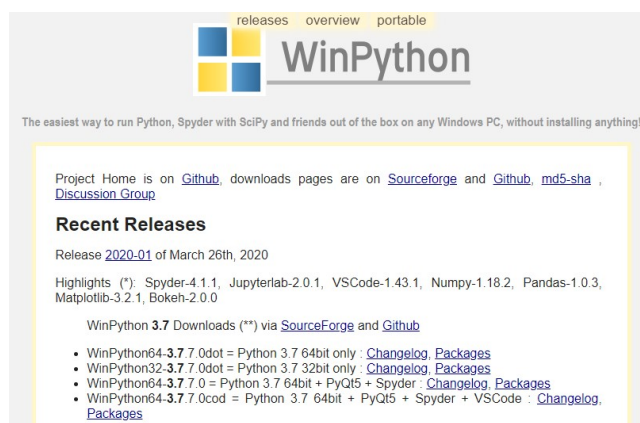 releases overview portable
WinPython
The easiest way to run Python, Spyder with SciPy and friends out of the box on any Windows PC, without installing anything!
Project Home is on Github, downloads pages are on Sourceforge and Github, md5-sha ,
Discussion Group
Recent Releases
Release 2020-01 of March 26th, 2020
Highlights (*): Spyder-4.1.1, Jupyterlab-2.0.1, VSCode-1.43.1, Numpy-1.18.2, Pandas-1.0.3,
Matplotlib-3.2.1, Bokeh-2.0.0
WinPython 3.7 Downloads (**) via SourceForge and Github
• WinPython64-3.7.7.0dot = Python 3.7 64bit only : Changelog, Packages
• WinPython32-3.7.7.0dot = Python 3.7 32bit only : Changelog, Packages
• WinPython64-3.7.7.0 = Python 3.7 64bit + PyQt5 + Spyder : Changelog, Packages
• WinPython64-3.7.7.0cod = Python 3.7 64bit + PyQt5 + Spyder + VSCode : Changelog,
Packages